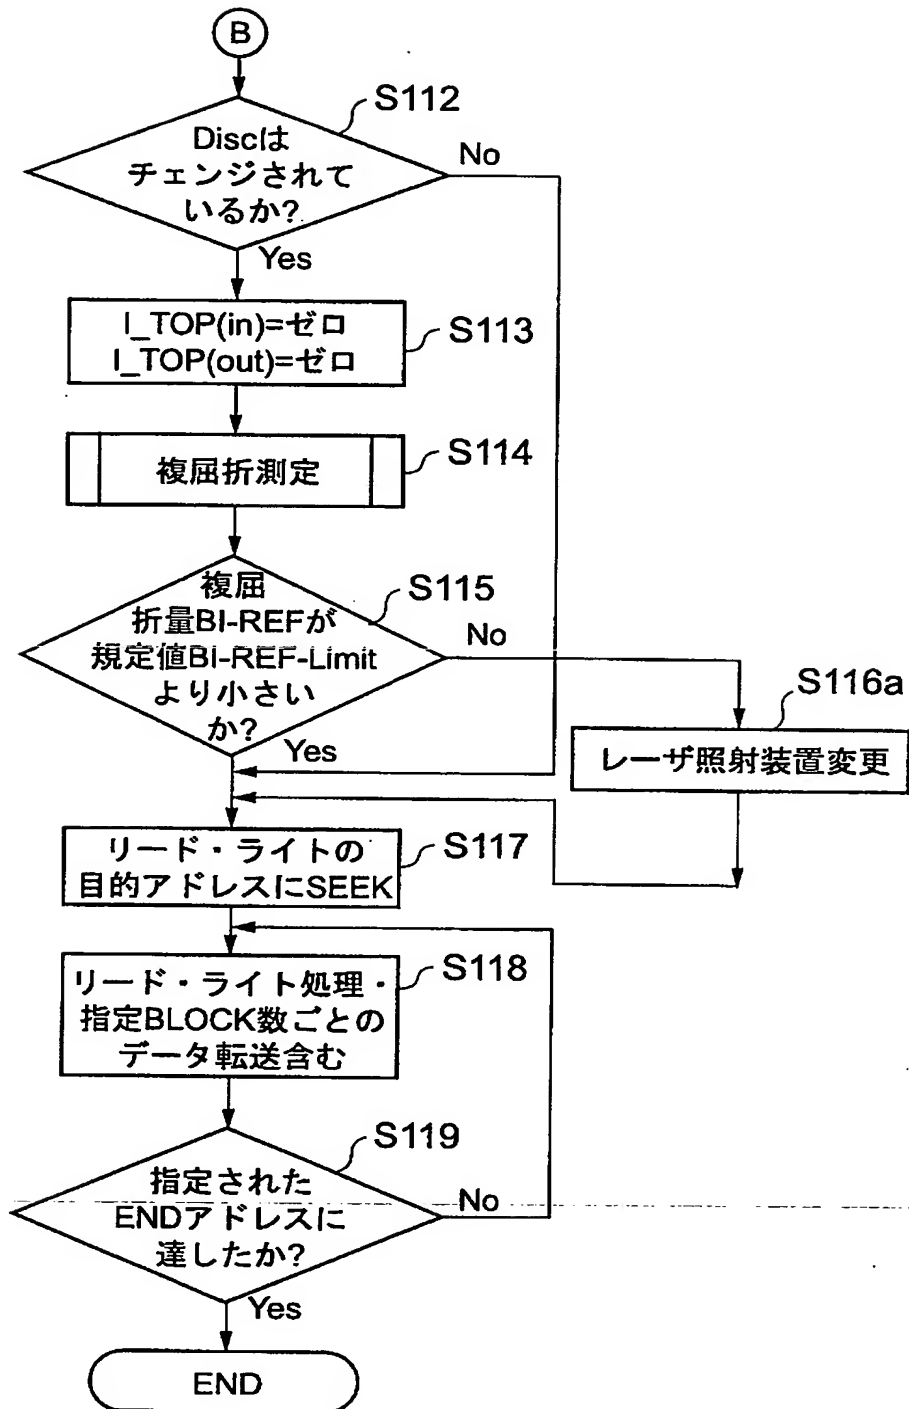 B
S112
Discは
チェンジされて
いるか?
No
Yes
I_TOP(in)=ゼロ
I_TOP(out)=ゼロ
S113
複屈折測定
S114
複屈
折量BI-REFが
規定値BI-REF-Limit
より小さい
か?
S115
No
Yes
S116a
レーザ照射装置変更
リード・ライトの
目的アドレスにSEEK
S117
リード・ライト処理・
指定BLOCK数ごとの
データ転送含む
S118
S119
指定された
ENDアドレスに
達したか?
No
Yes
END